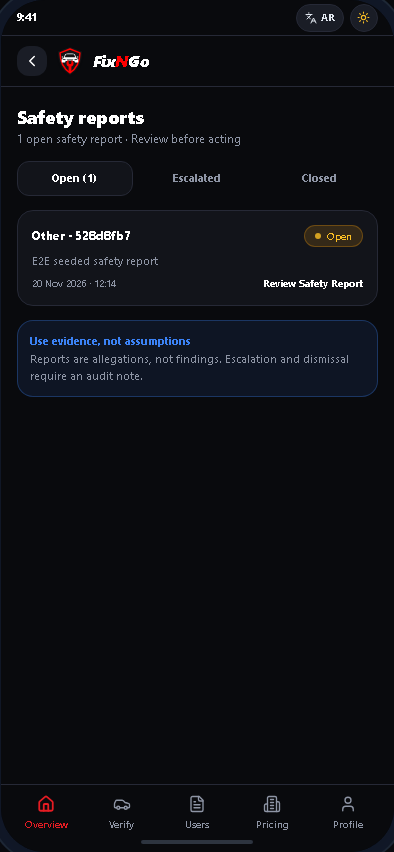 9:41
AR
FixNGo
Safety reports
1 open safety report · Review before acting
Open (1)
Escalated
Closed
Other - 528d8fb7
Open
E2E seeded safety report
20 Nov 2026 · 12:14
Review Safety Report
Use evidence, not assumptions
Reports are allegations, not findings. Escalation and dismissal
require an audit note.
Overview
Verify
Users
Pricing
Profile